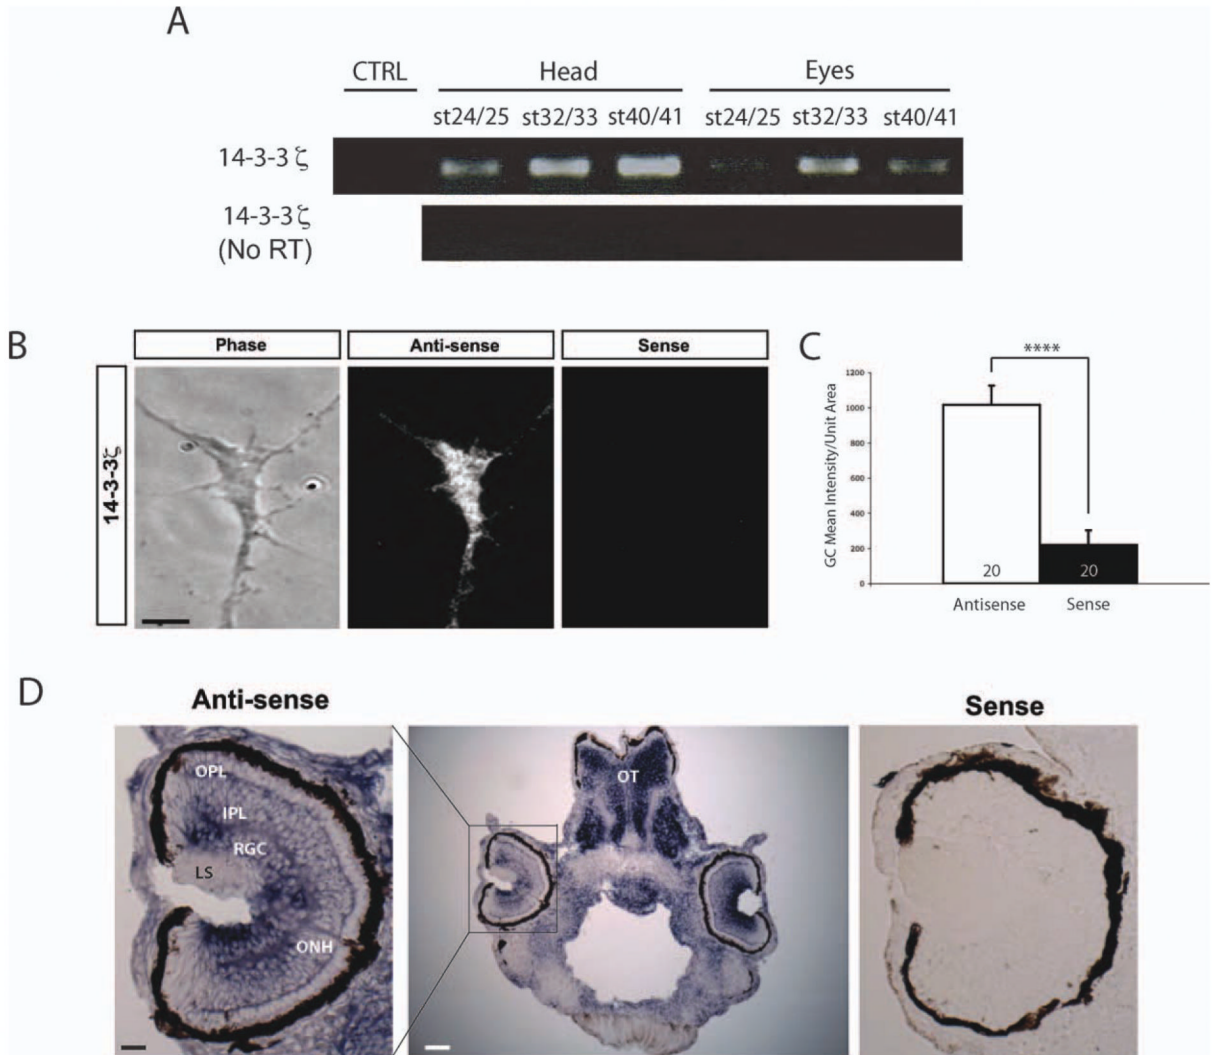 A
CTRL Head Eyes
st24/25 st32/33 st40/41 st24/25 st32/33 st40/41
14-3-3 ζ
14-3-3 ζ
(No RT)
B
Phase Anti-sense Sense
14-3-3ζ
C
****
GC Mean Intensity/Unit Area
1200
1000
800
600
400
200
0
20 20
Antisense Sense
D
Anti-sense
Sense
OPL
IPL
RGC
LS
ONH
OT